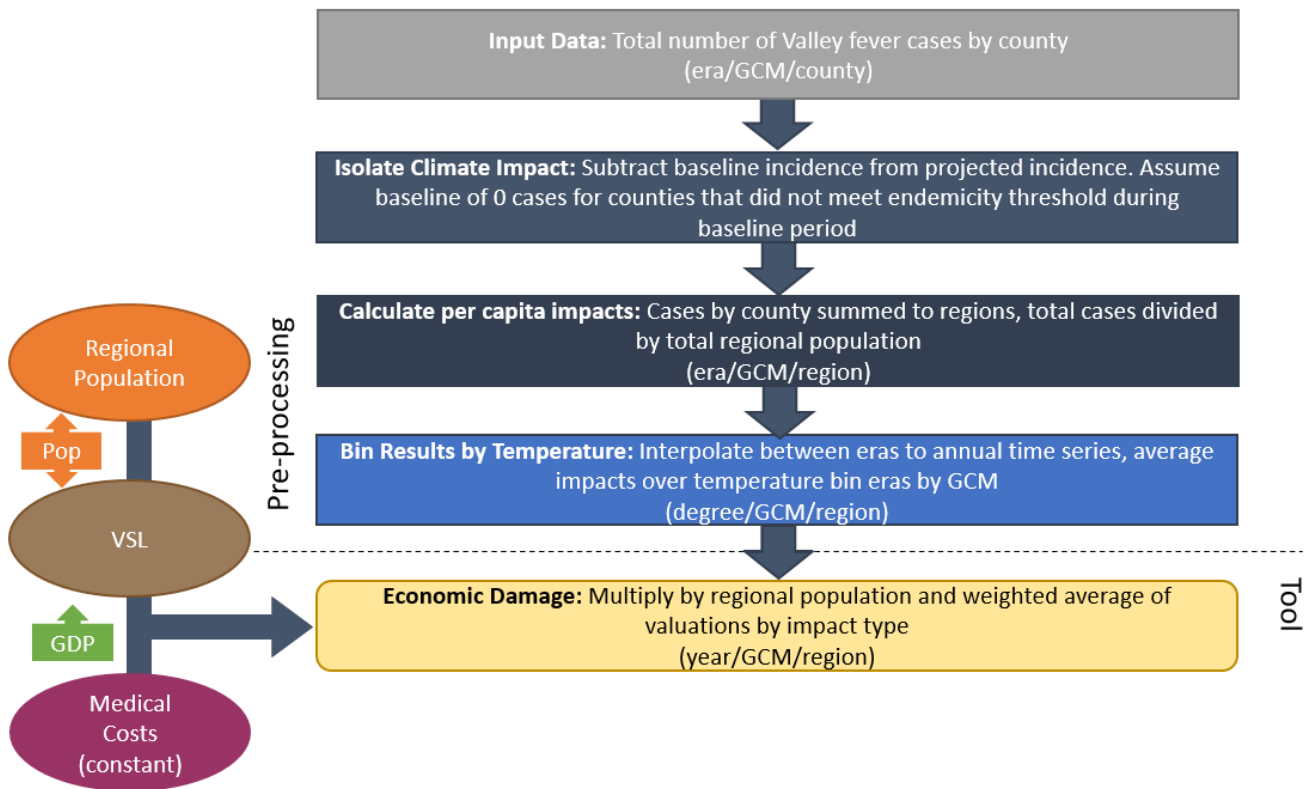 Input Data: Total number of Valley fever cases by county
(era/GCM/county)
Isolate Climate Impact: Subtract baseline incidence from projected incidence. Assume
baseline of 0 cases for counties that did not meet endemicity threshold during
baseline period
Calculate per capita impacts: Cases by county summed to regions, total cases divided
by total regional population
(era/GCM/region)
Bin Results by Temperature: Interpolate between eras to annual time series, average
impacts over temperature bin eras by GCM
(degree/GCM/region)
Economic Damage: Multiply by regional population and weighted average of
valuations by impact type
(year/GCM/region)
Pre-processing
Tool
Regional
Population
Pop
VSL
GDP
Medical
Costs
(constant)